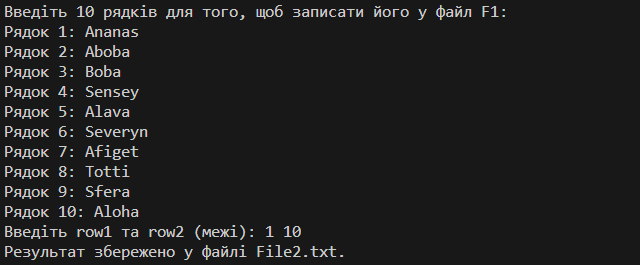 Введіть 10 рядків для того, щоб записати його у файл F1:
Рядок 1: Ananas
Рядок 2: Aboba
Рядок 3: Boba
Рядок 4: Sensey
Рядок 5: Alava
Рядок 6: Severyn
Рядок 7: Afiget
Рядок 8: Totti
Рядок 9: Sfera
Рядок 10: Aloha
Введіть row1 та row2 (межі): 1 10
Результат збережено у файлі File2.txt.